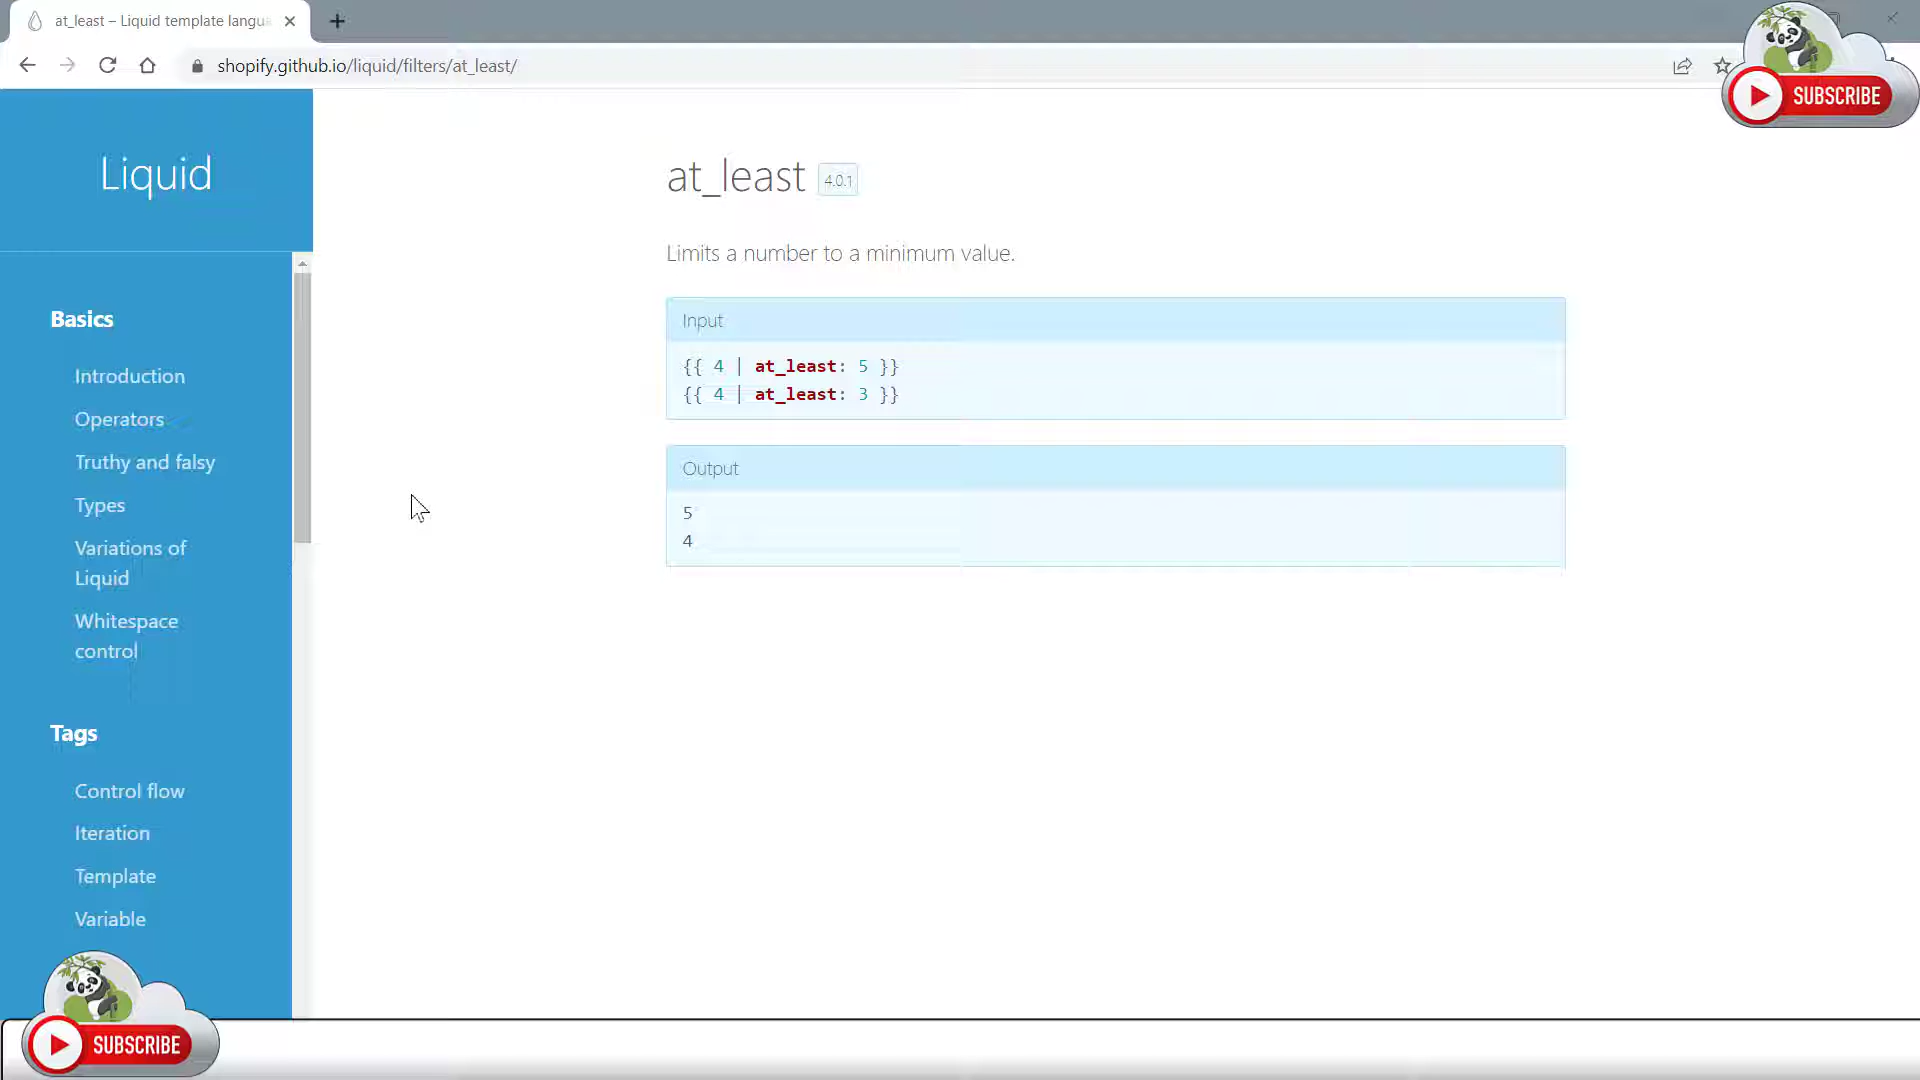 at_least – Liquid template langu
shopify.github.io/liquid/filters/at_least/
SUBSCRIBE
Liquid
Basics
Introduction
Operators
Truthy and falsy
Types
Variations of
Liquid
Whitespace
control
Tags
Control flow
Iteration
Template
Variable
at_least 4.0.1
Limits a number to a minimum value.
Input
{{ 4 | at_least: 5 }}
{{ 4 | at_least: 3 }}
Output
5
4
SUBSCRIBE